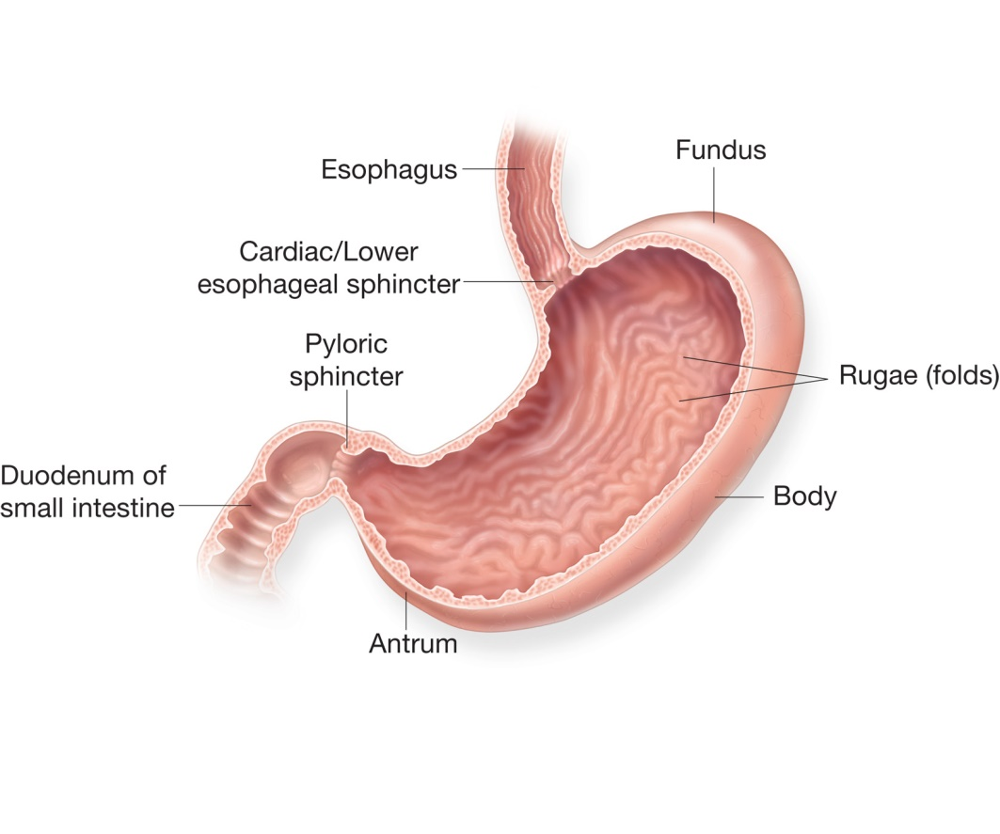 Fundus
Esophagus
Cardiac/Lower
esophageal sphincter
Pyloric
sphincter
Rugae (folds)
Duodenum of
small intestine
Body
Antrum